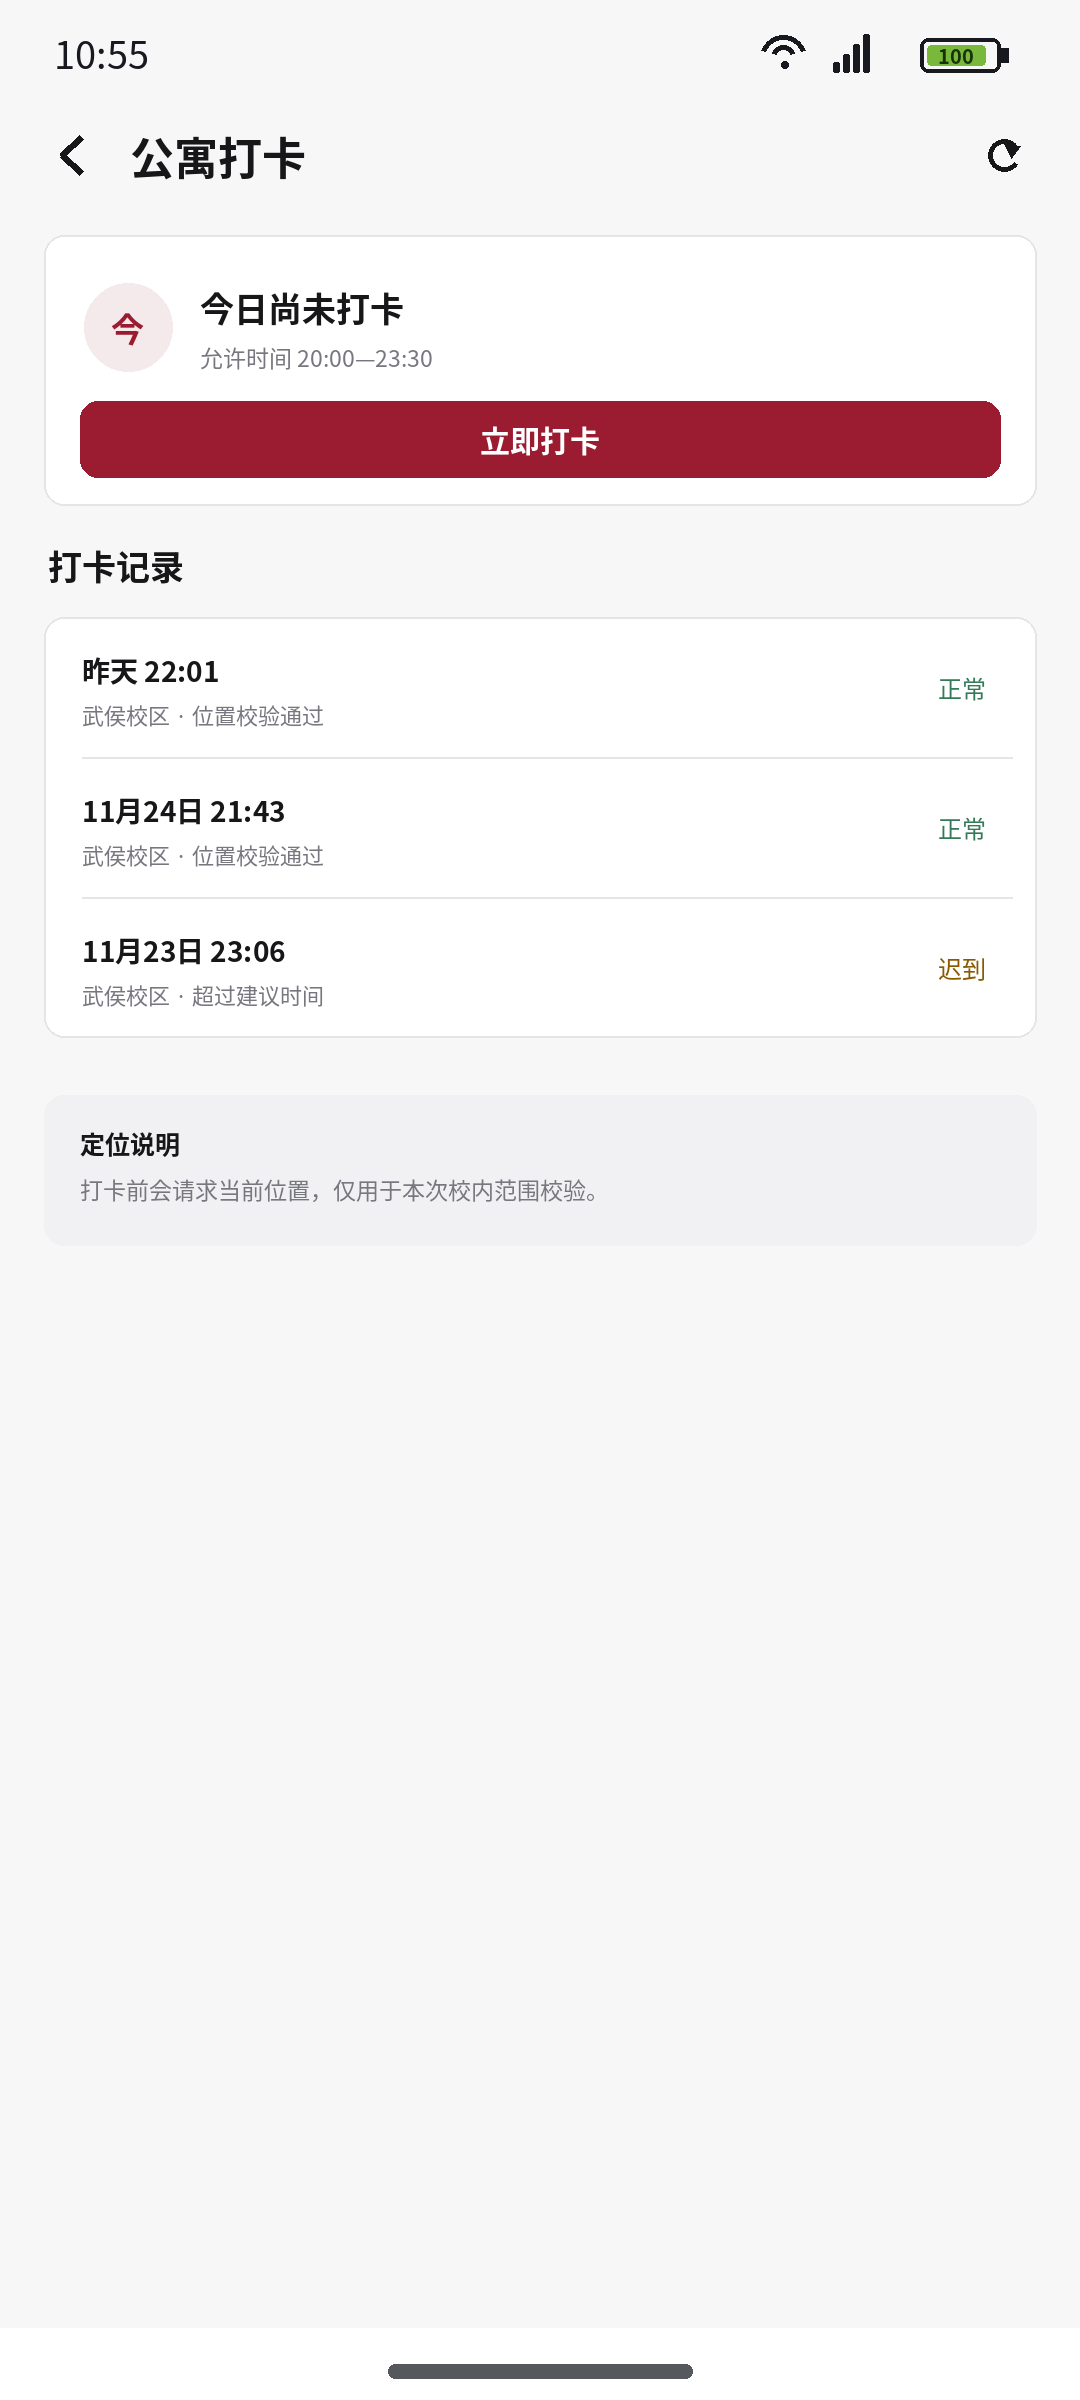 10:55
100
公寓打卡
今
今日尚未打卡
允许时间 20:00—23:30
立即打卡
打卡记录
昨天 22:01
武侯校区 · 位置校验通过
正常
11月24日 21:43
武侯校区 · 位置校验通过
正常
11月23日 23:06
武侯校区 · 超过建议时间
迟到
定位说明
打卡前会请求当前位置，仅用于本次校内范围校验。